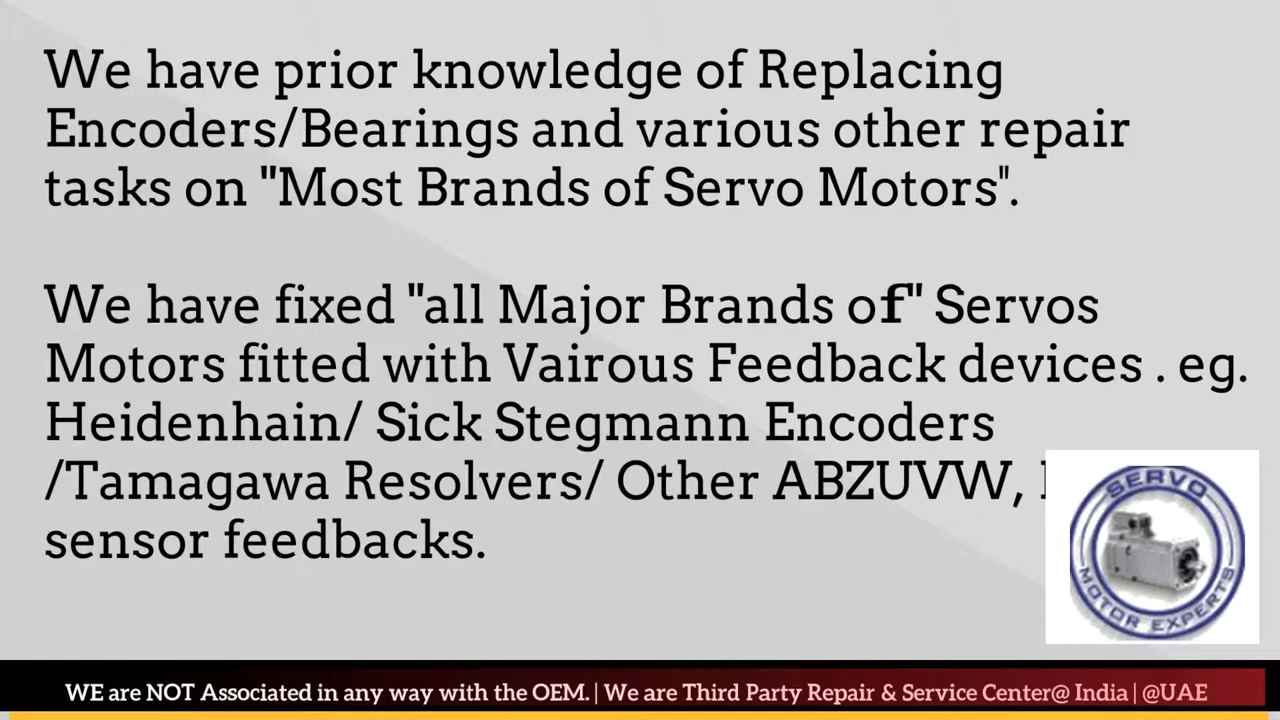 We have prior knowledge of Replacing
Encoders/Bearings and various other repair
tasks on "Most Brands of Servo Motors".
We have fixed "all Major Brands of" Servos
Motors fitted with Vairous Feedback devices . eg.
Heidenhain/ Sick Stegmann Encoders
/Tamagawa Resolvers/ Other ABZUVW,
sensor feedbacks.
SERVO
MOTOR EXPERTS
WE are NOT Associated in any way with the OEM. | We are Third Party Repair & Service Center@ India | @UAE